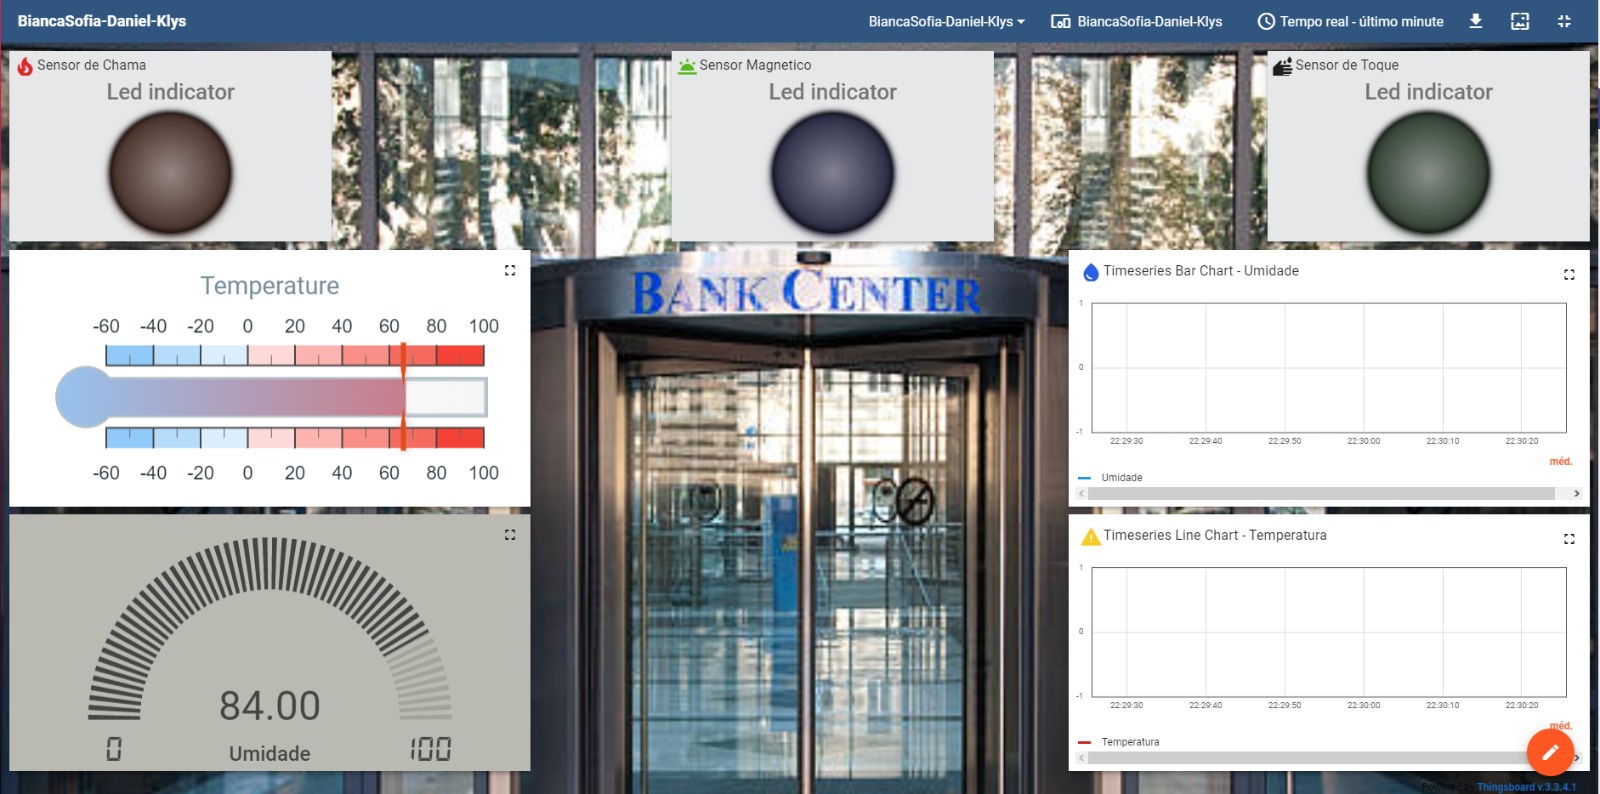 BiancaSofia-Daniel-Klys
BiancaSofia-Daniel-Klys
BiancaSofia-Daniel-Klys
Tempo real - último minute
Sensor de Chama
Led indicator
Sensor Magnetico
Led indicator
Sensor de Toque
Led indicator
BANK CENTER
Temperature
-60 -40 -20 0 20 40 60 80 100
-60 -40 -20 0 20 40 60 80 100
84.00
0 Umidade 100
Timeseries Bar Chart - Umidade
1
0
-1
22:29:30 22:29:40 22:29:50 22:30:00 22:30:10 22:30:20
méd.
Umidade
Timeseries Line Chart - Temperatura
1
0
-1
22:29:30 22:29:40 22:29:50 22:30:00 22:30:10 22:30:20
méd.
Temperatura
Powered by Thingsboard v.3.3.4.1